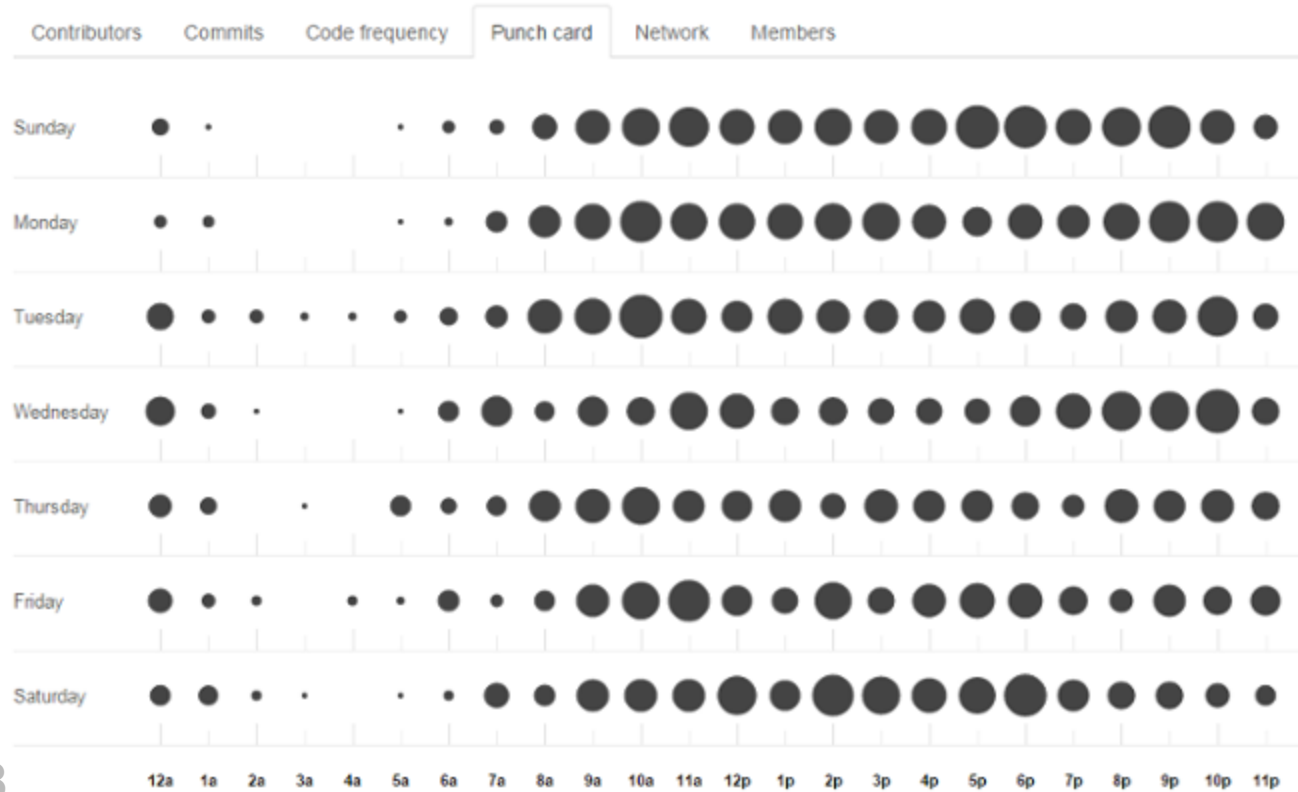 Contributors Commits Code frequency Punch card Network Members
Sunday
Monday
Tuesday
Wednesday
Thursday
Friday
Saturday
12a 1a 2a 3a 4a 5a 6a 7a 8a 9a 10a 11a 12p 1p 2p 3p 4p 5p 6p 7p 8p 9p 10p 11p